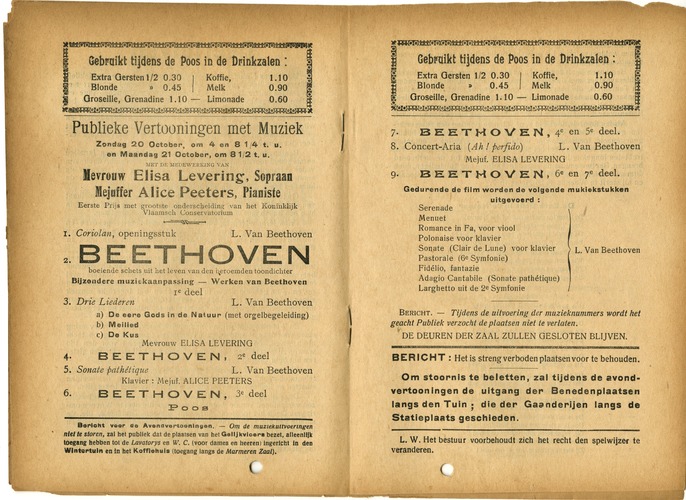 Gebruikt tijdens de Poos in de Drinkzalen :
Extra Gersten 1/2 0.30 | Koffie, 1.10
Blonde » 0.45 | Melk 0.90
Groseille, Grenadine 1.10 — Limonade 0.60
Publieke Vertooningen met Muziek
Zondag 20 October, om 4 en 8 1/4 t. u.
en Maandag 21 October, om 8 1/2 t. u.
MET DE MEDEWERKING VAN
Mevrouw Elisa Levering, Sopraan
Mejuffer Alice Peeters, Pianiste
Eerste Prijs met grootste onderscheiding van het Koninklijk
Vlaamsch Conservatorium
1. Coriolan, openingsstuk L. Van Beethoven
2. BEETHOVEN
boeiende schets uit het leven van den beroemden toondichter
Bijzondere muziekaanpassing — Werken van Beethoven
1e deel
3. Drie Liederen L. Van Beethoven
a) De eere Gods in de Natuur (met orgelbegeleiding)
b) Meilied
c) De Kus
Mevrouw ELISA LEVERING
4. BEETHOVEN, 2e deel
5. Sonate pathétique L. Van Beethoven
Klavier : Mejuf. ALICE PEETERS
6. BEETHOVEN, 3e deel
Poos
Bericht voor de Avondvertooningen. — Om de muziekuitvoeringen
niet te storen, zal het publiek dat de plaatsen van het Gelijkvloers bezet, alleenlijk
toegang hebben tot de Lavatorys en W. C. (voor dames en heeren) ingericht in den
Wintertuin en in het Koffiehuis (toegang langs de Marmeren Zaal).
Gebruikt tijdens de Poos in de Drinkzalen :
Extra Gersten 1/2 0.30 | Koffie, 1.10
Blonde » 0.45 | Melk 0.90
Groseille, Grenadine 1.10 — Limonade 0.60
7. BEETHOVEN, 4e en 5e deel.
8. Concert-Aria (Ah ! perfido) L. Van Beethoven
Mejuf. ELISA LEVERING
9. BEETHOVEN, 6e en 7e deel.
Gedurende de film worden de volgende muziekstukken
uitgevoerd :
Serenade
Menuet
Romance in Fa, voor viool
Polonaise voor klavier
Sonate (Clair de Lune) voor klavier
L. Van Beethoven
Pastorale (6e Symfonie)
Fidélio, fantazie
Adagio Cantabile (Sonate pathétique)
Larghetto uit de 2e Symfonie
BERICHT. — Tijdens de uitvoering der muzieknummers wordt het
geacht Publiek verzocht de plaatsen niet te verlaten.
DE DEUREN DER ZAAL ZULLEN GESLOTEN BLIJVEN.
BERICHT : Het is streng verboden plaatsen voor te behouden.
Om stoornis te beletten, zal tijdens de avond-
vertooningen de uitgang der Benedenplaatsen
langs den Tuin ; die der Gaanderijen langs de
Statieplaats geschieden.
L. W. Het bestuur voorbehoudt zich het recht den spelwijzer te
veranderen.